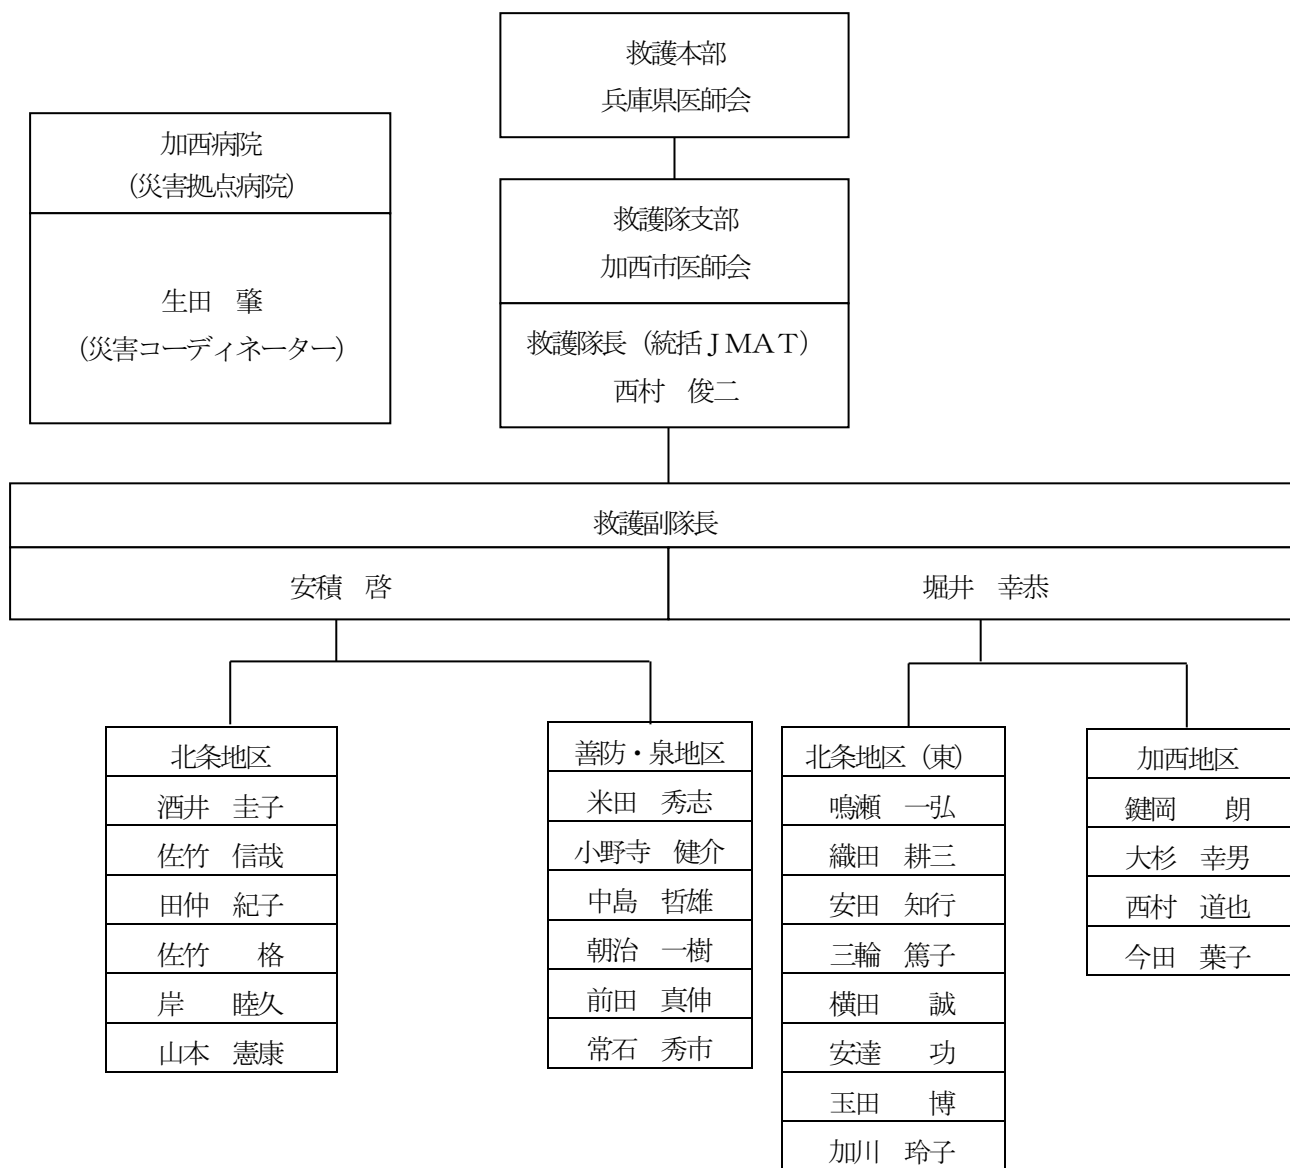 救護本部
兵庫県医師会
加西病院
(災害拠点病院)
生田　肇
(災害コーディネーター)
救護隊支部
加西市医師会
救護隊長（統括ＪＭＡＴ）
西村　俊二
救護副隊長
安積　啓
堀井　幸恭
北条地区
酒井　圭子
佐竹　信哉
田仲　紀子
佐竹　　格
岸　　睦久
山本　憲康
善防・泉地区
米田　秀志
小野寺　健介
中島　哲雄
朝治　一樹
前田　真伸
常石　秀市
北条地区（東）
鳴瀬　一弘
織田　耕三
安田　知行
三輪　篤子
横田　　誠
安達　　功
玉田　　博
加川　玲子
加西地区
鍵岡　　朗
大杉　幸男
西村　道也
今田　葉子